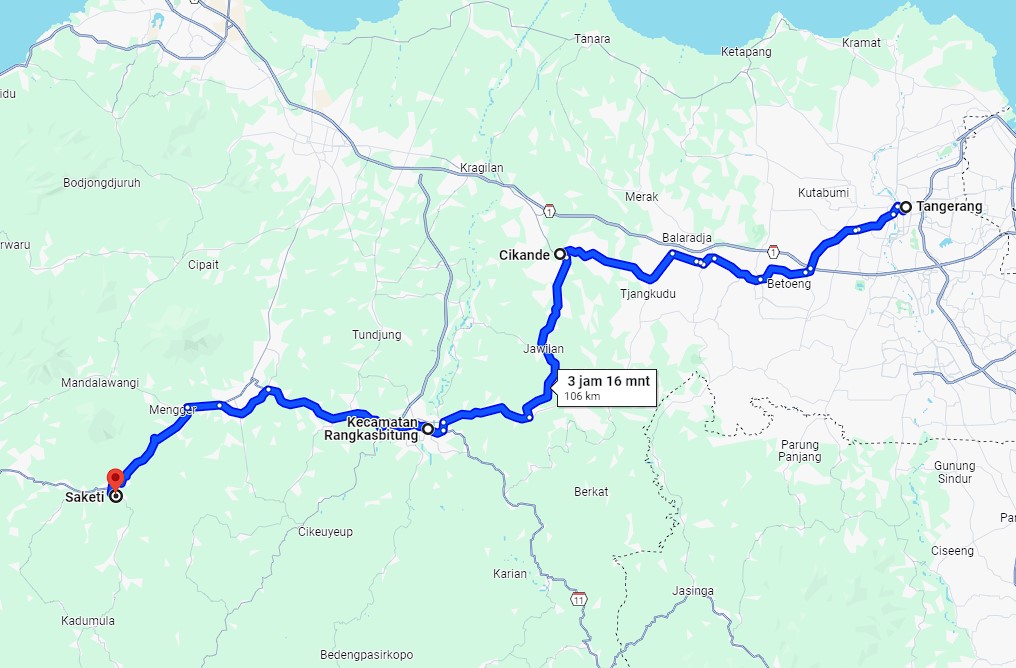 Tanara
Kramat
Ketapang
idu
Kragilan
Bodjongdjuruh
Merak
Kutabumi
Tangerang
1
rwaru
Balaradja
1
Cikande
Cipait
Tjangkudu
Betoeng
Tundjung
Jawilan
Mandalawangi
3 jam 16 mnt
106 km
Mengger
Kecamatan
Rangkasbitung
Parung
Panjang
Gunung
Sindur
Saketi
Berkat
Par
Cikeuyeup
Ciseeng
Karian
Jasinga
11
Kadumula
Bedengpasirkopo